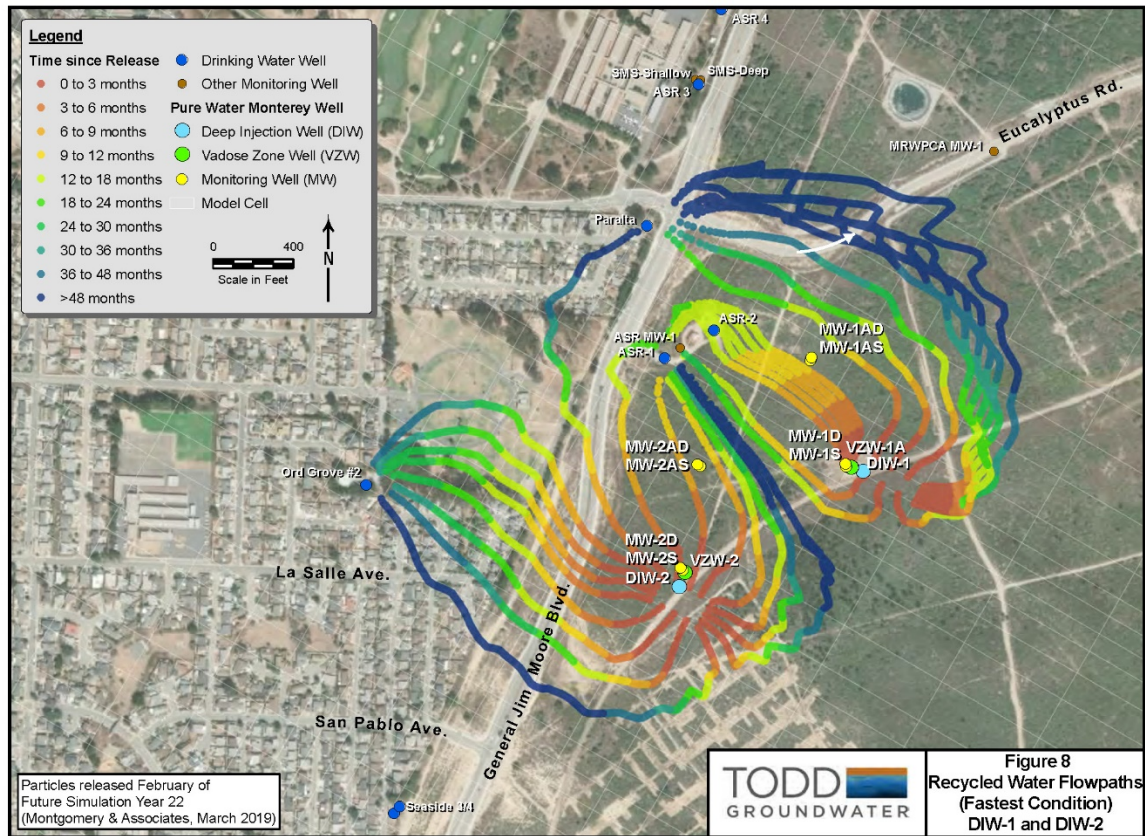 Legend
Time since Release
0 to 3 months
3 to 6 months
6 to 9 months
9 to 12 months
12 to 18 months
18 to 24 months
24 to 30 months
30 to 36 months
36 to 48 months
>48 months
Drinking Water Well
Other Monitoring Well
Pure Water Monterey Well
Deep Injection Well (DIW)
Vadose Zone Well (VZW)
Monitoring Well (MW)
Model Cell
0 400
Scale in Feet
N
ASR 4
SMS-Shallow
SMS-Deep
ASR 3
Eucalyptus Rd.
MRWPCA MW-1
Paralta
ASR-2
ASR MW-1
ASR-1
MW-1AD
MW-1AS
MW-2AD
MW-2AS
MW-1D
MW-1S
VZW-1A
DIW-1
Ord Grove #2
MW-2D
MW-2S
VZW-2
DIW-2
La Salle Ave.
General Jim Moore Blvd.
San Pablo Ave.
Seaside 3/4
Particles released February of
Future Simulation Year 22
(Montgomery & Associates, March 2019)
TODD
GROUNDWATER
Figure 8
Recycled Water Flowpaths
(Fastest Condition)
DIW-1 and DIW-2